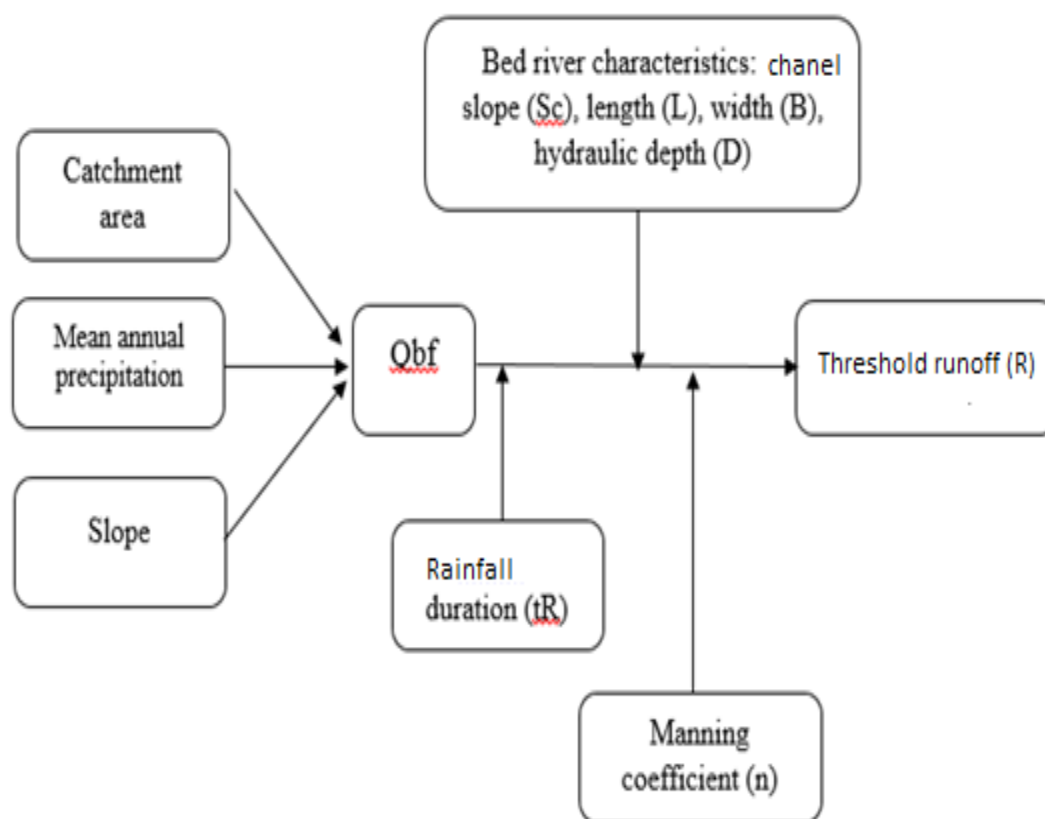 Bed river characteristics: chanel
slope (Sc), length (L), width (B),
hydraulic depth (D)
Catchment
area
Mean annual
precipitation
Slope
Qbf
Threshold runoff (R)
Rainfall
duration (tR)
Manning
coefficient (n)